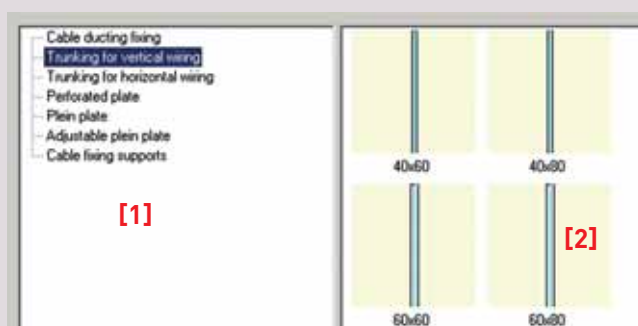 Cable ducting fixing
Trunking for vertical wiring
Trunking for horizontal wiring
Perforated plate
Plein plate
Adjustable plein plate
Cable fixing supports
[1]
40x60 40x80
[2]
60x60 60x80